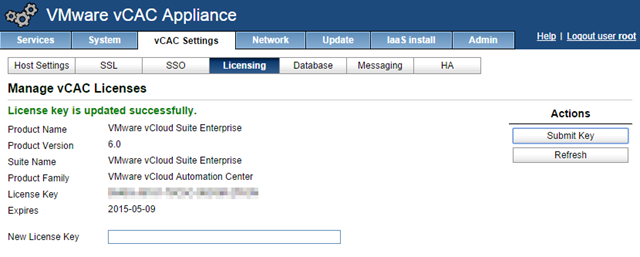 VMware vCAC Appliance
Services System vCAC Settings Network Update IaaS install Admin Help | Logout user root
Host Settings SSL SSO Licensing Database Messaging HA
Manage vCAC Licenses
License key is updated successfully.
Product Name VMware vCloud Suite Enterprise
Product Version 6.0
Suite Name VMware vCloud Suite Enterprise
Product Family VMware vCloud Automation Center
License Key
Expires 2015-05-09
New License Key
Actions
Submit Key
Refresh